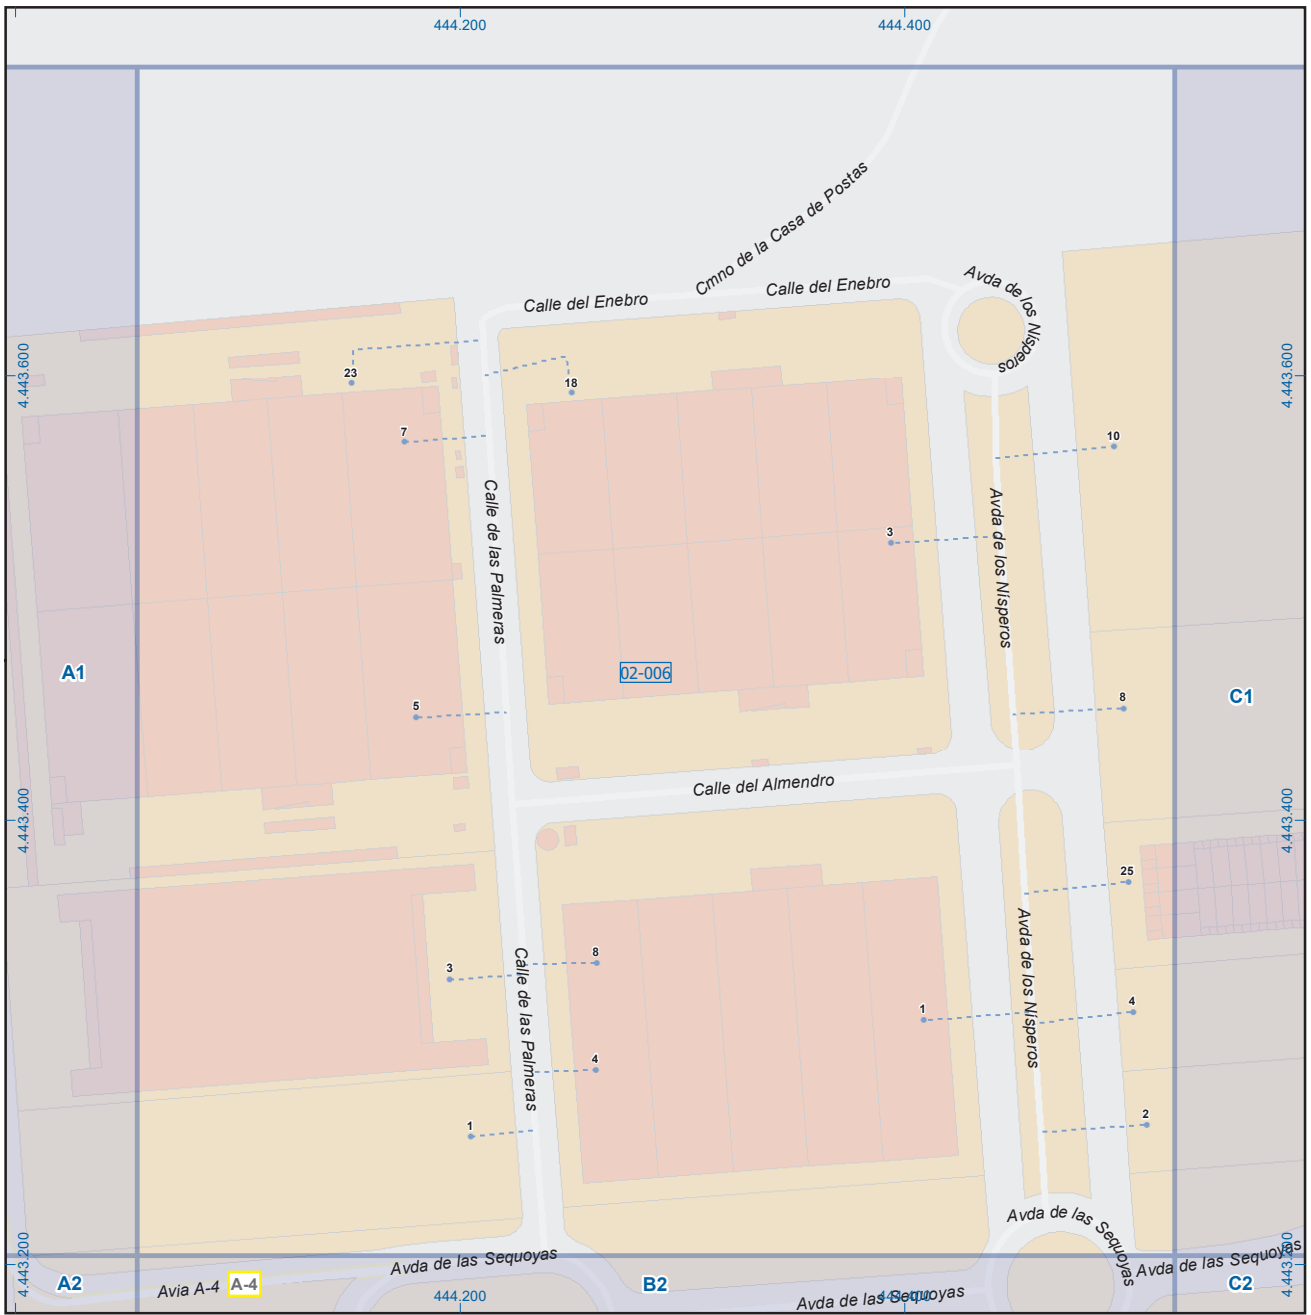 444.200
444.400
Cmno de la Casa de Postas
Calle del Enebro
Calle del Enebro
Avda de los Nísperos
4.443.600
4.443.600
23
18
7
10
3
Calle de las Palmeras
Avda de los Nísperos
A1
02-006
C1
5
8
Calle del Almendro
4.443.400
4.443.400
25
3
8
1
4
Calle de las Palmeras
Avda de los Nísperos
4
1
2
Avda de las Sequoyas
Avda de las Sequoyas
Avda de las Sequoyas
4.443.200
4.443.200
A2
Avia A-4
A-4
B2
C2
444.200
444.400
Avda de las Sequoyas